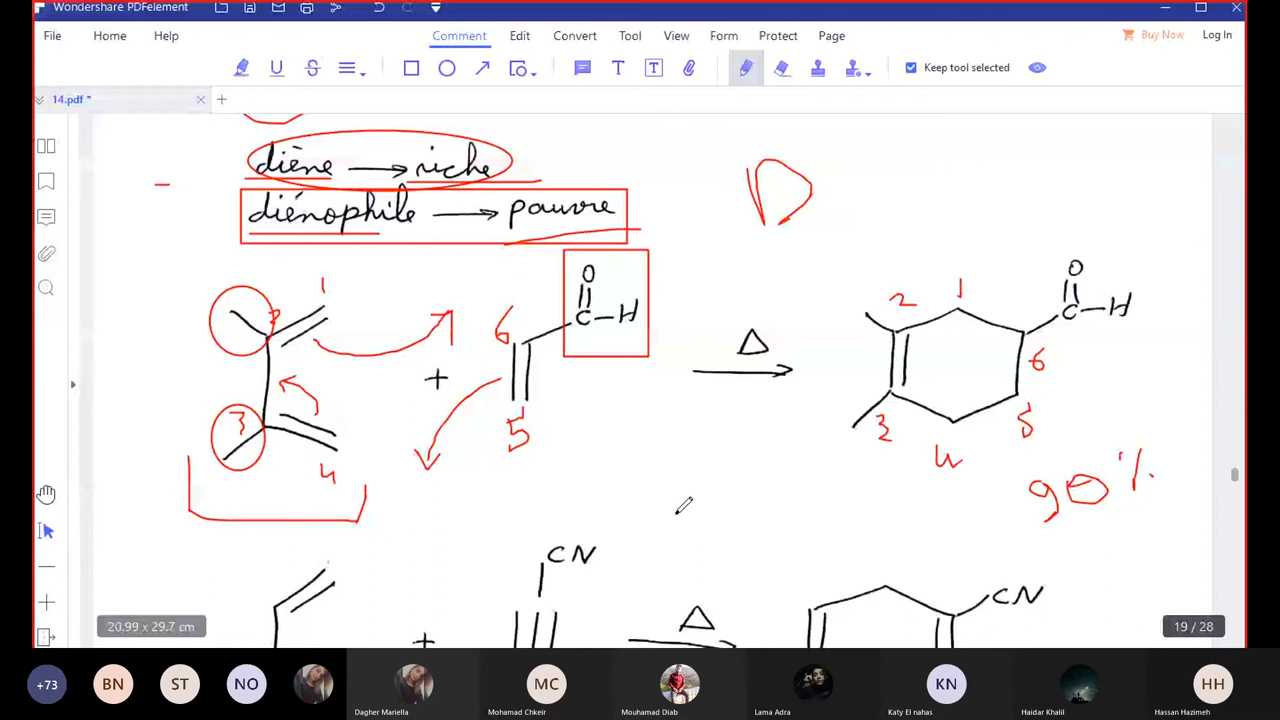 Wondershare PDFelement
Buy Now
Log In
File Home Help Comment Edit Convert Tool View Form Protect Page
Keep tool selected
14.pdf *
diène → riche
diénophile → pauvre
D
O
C-H
1
2
3
4
+
6
5
Δ
O
C-H
2
1
6
3
4
5
90%
CN
+
Δ
CN
20.99 x 29.7 cm
19 / 28
+73
BN
ST
NO
MC
KN
HH
Dagher Mariella
Mohamad Chkeir
Mouhamad Diab
Lama Adra
Katy El nahas
Haidar Khalil
Hassan Hazimeh